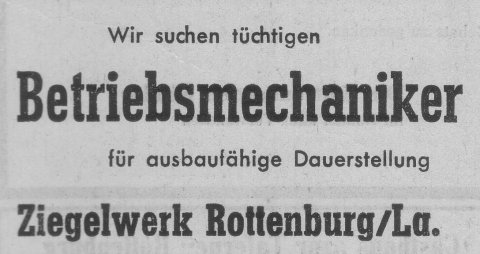 Wir suchen tüchtigen
Betriebsmechaniker
für ausbaufähige Dauerstellung
Ziegelwerk Rottenburg/La.